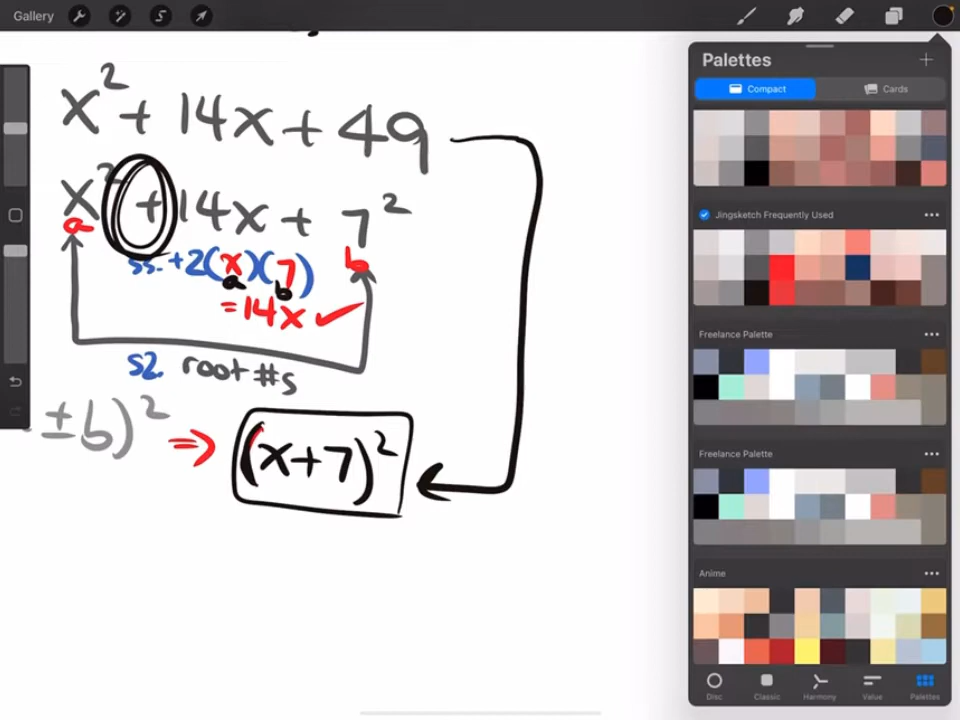 Gallery
Palettes
Compact
Cards
x² + 14x + 49
x² + 14x + 7²
a
b
+2(x)(7)
a b
= 14x ✓
S2. root #s
± b)² => (x+7)²
Jingsketch Frequently Used
Freelance Palette
Freelance Palette
Anime
Disc
Classic
Harmony
Value
Palettes